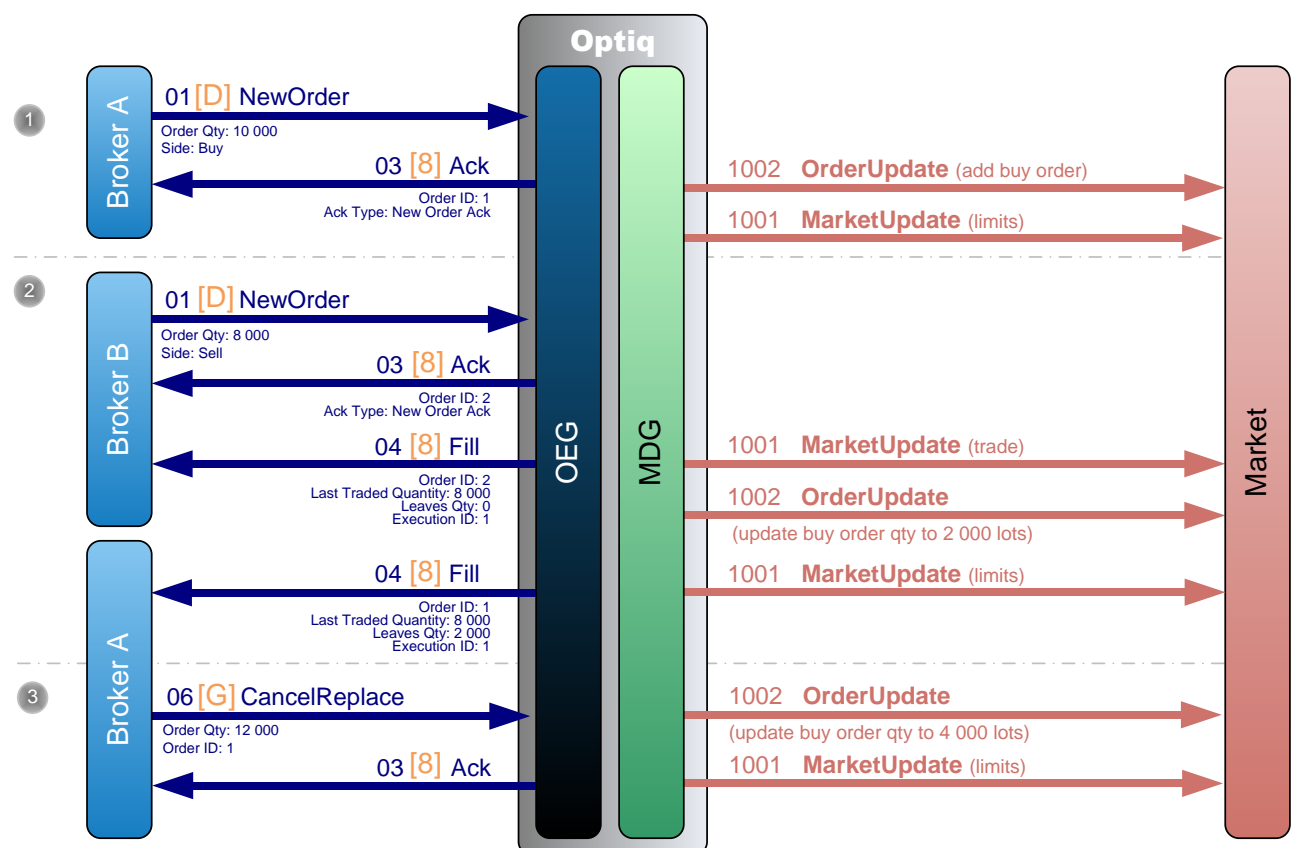 Optiq
1
Broker A
01 [D] NewOrder
Order Qty: 10 000
Side: Buy
03 [8] Ack
Order ID: 1
Ack Type: New Order Ack
1002 OrderUpdate (add buy order)
1001 MarketUpdate (limits)
2
Broker B
01 [D] NewOrder
Order Qty: 8 000
Side: Sell
03 [8] Ack
Order ID: 2
Ack Type: New Order Ack
04 [8] Fill
Order ID: 2
Last Traded Quantity: 8 000
Leaves Qty: 0
Execution ID: 1
OEG
MDG
1001 MarketUpdate (trade)
1002 OrderUpdate
(update buy order qty to 2 000 lots)
Market
Broker A
04 [8] Fill
Order ID: 1
Last Traded Quantity: 8 000
Leaves Qty: 2 000
Execution ID: 1
1001 MarketUpdate (limits)
3
06 [G] CancelReplace
Order Qty: 12 000
Order ID: 1
03 [8] Ack
1002 OrderUpdate
(update buy order qty to 4 000 lots)
1001 MarketUpdate (limits)